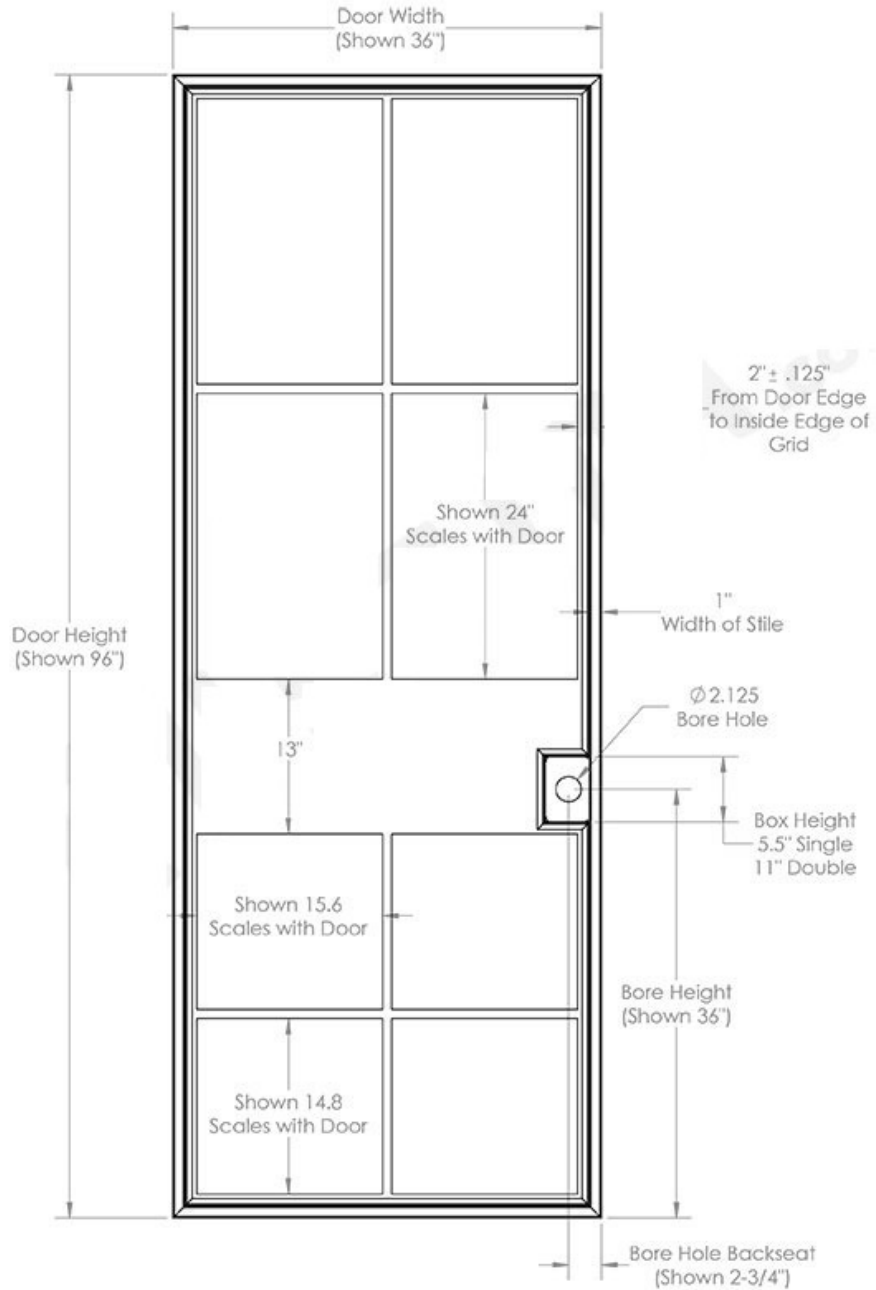 Door Width
(Shown 36")
2"± .125"
From Door Edge
to Inside Edge of
Grid
Shown 24"
Scales with Door
1"
Width of Stile
Door Height
(Shown 96")
Ø 2.125
Bore Hole
13"
Box Height
5.5" Single
11" Double
Shown 15.6
Scales with Door
Bore Height
(Shown 36")
Shown 14.8
Scales with Door
Bore Hole Backseat
(Shown 2-3/4")